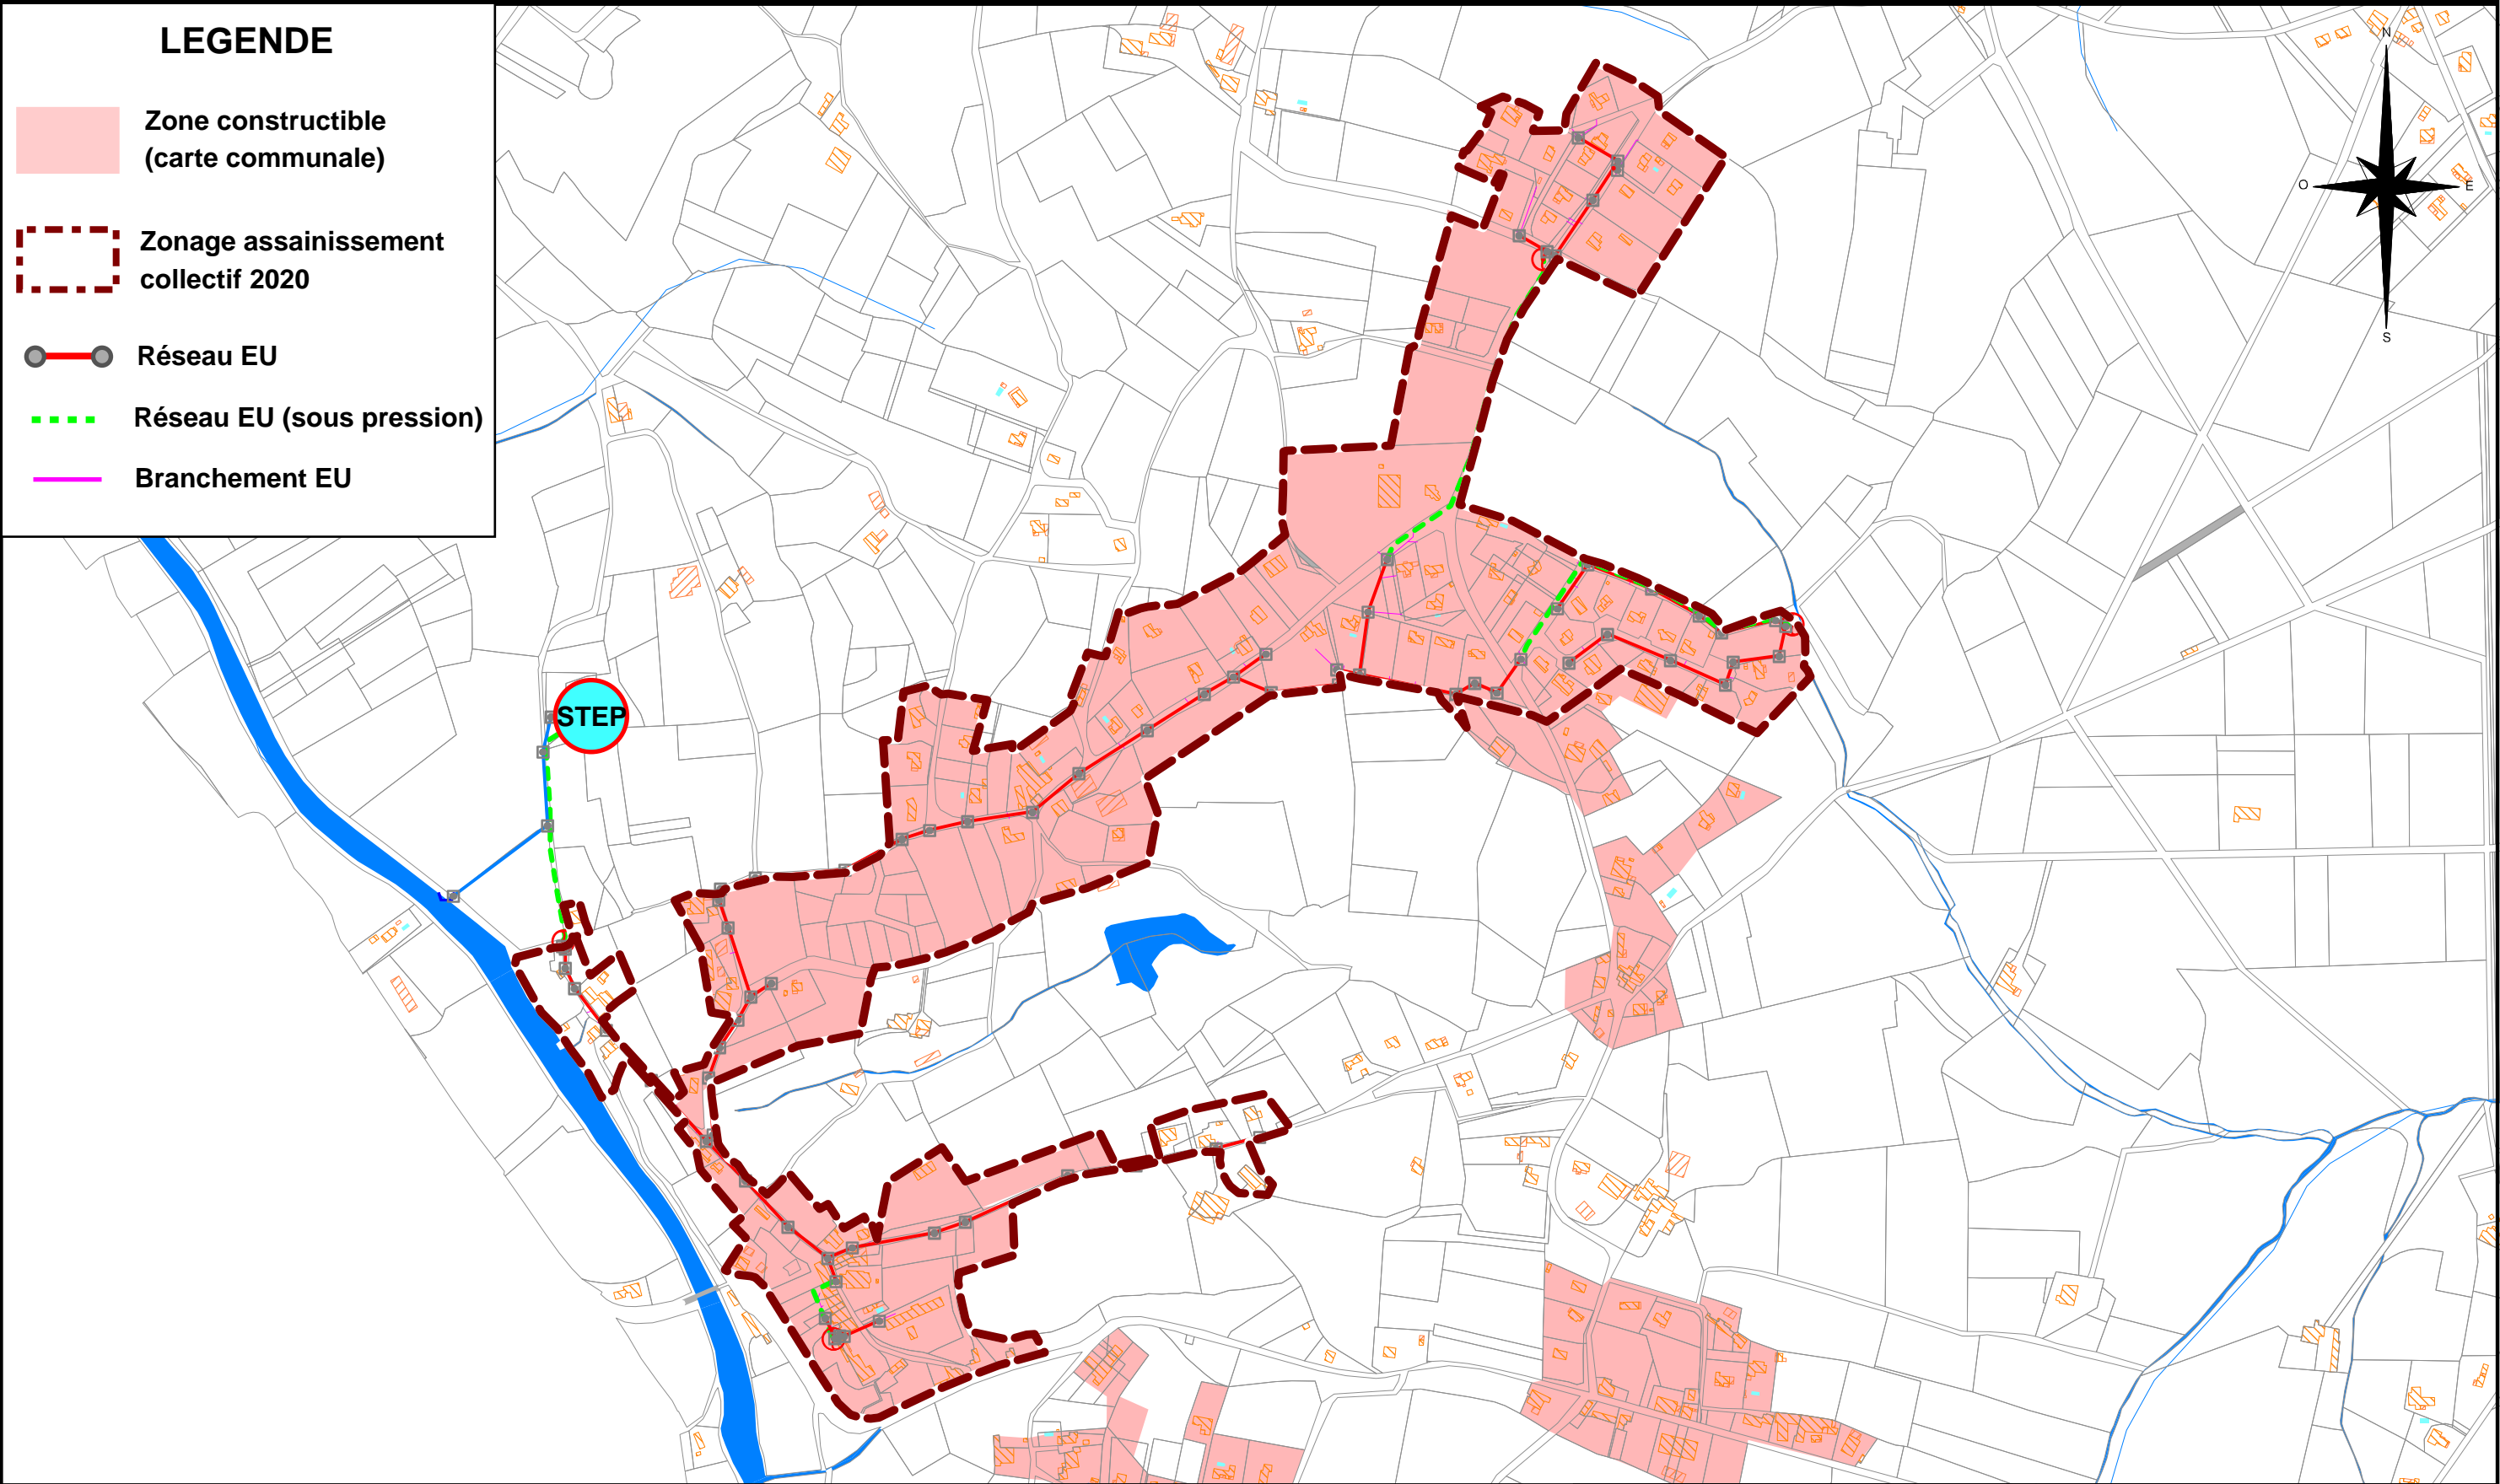 LEGENDE
Zone constructible
(carte communale)
Zonage assainissement
collectif 2020
Réseau EU
Réseau EU (sous pression)
Branchement EU
N
O
E
S
STEP